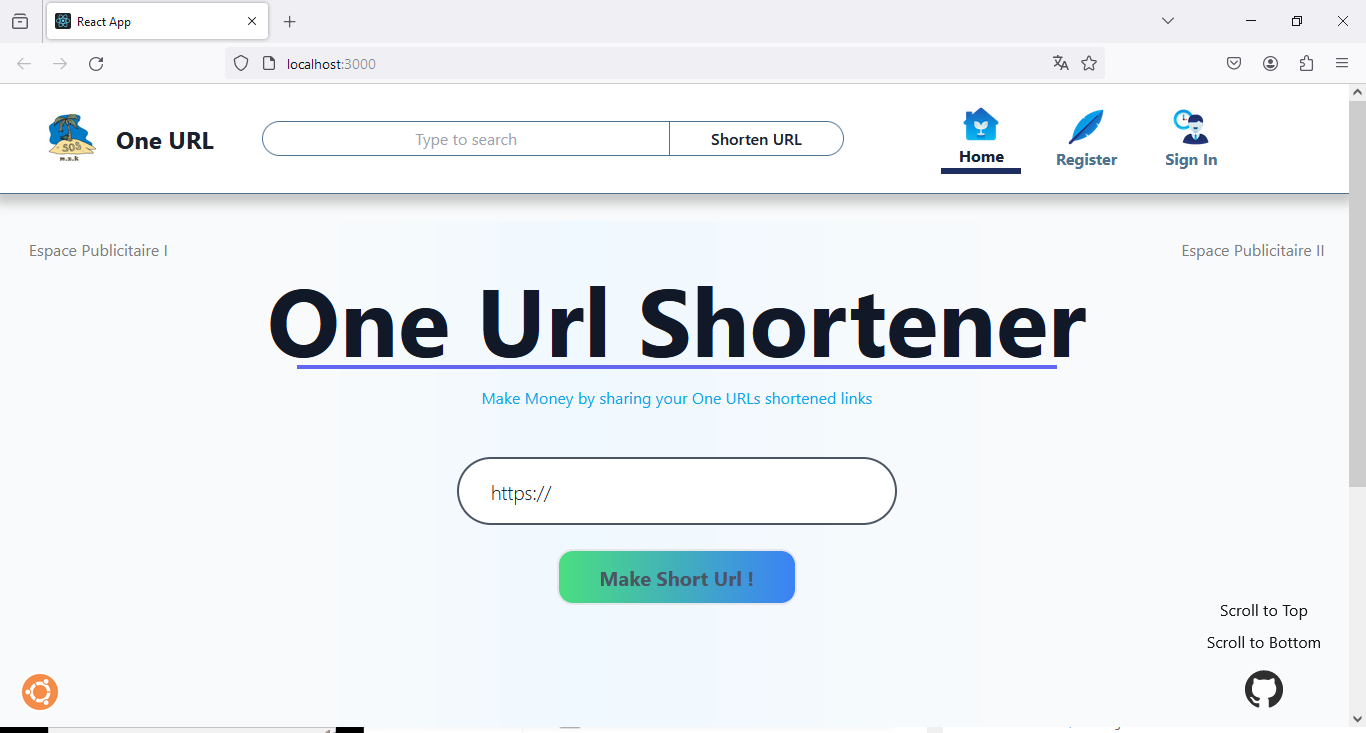 React App
localhost:3000
SOS
m.s.k
One URL
Type to search
Shorten URL
Home
Register
Sign In
Espace Publicitaire I
Espace Publicitaire II
One Url Shortener
Make Money by sharing your One URLs shortened links
https://
Make Short Url !
Scroll to Top
Scroll to Bottom